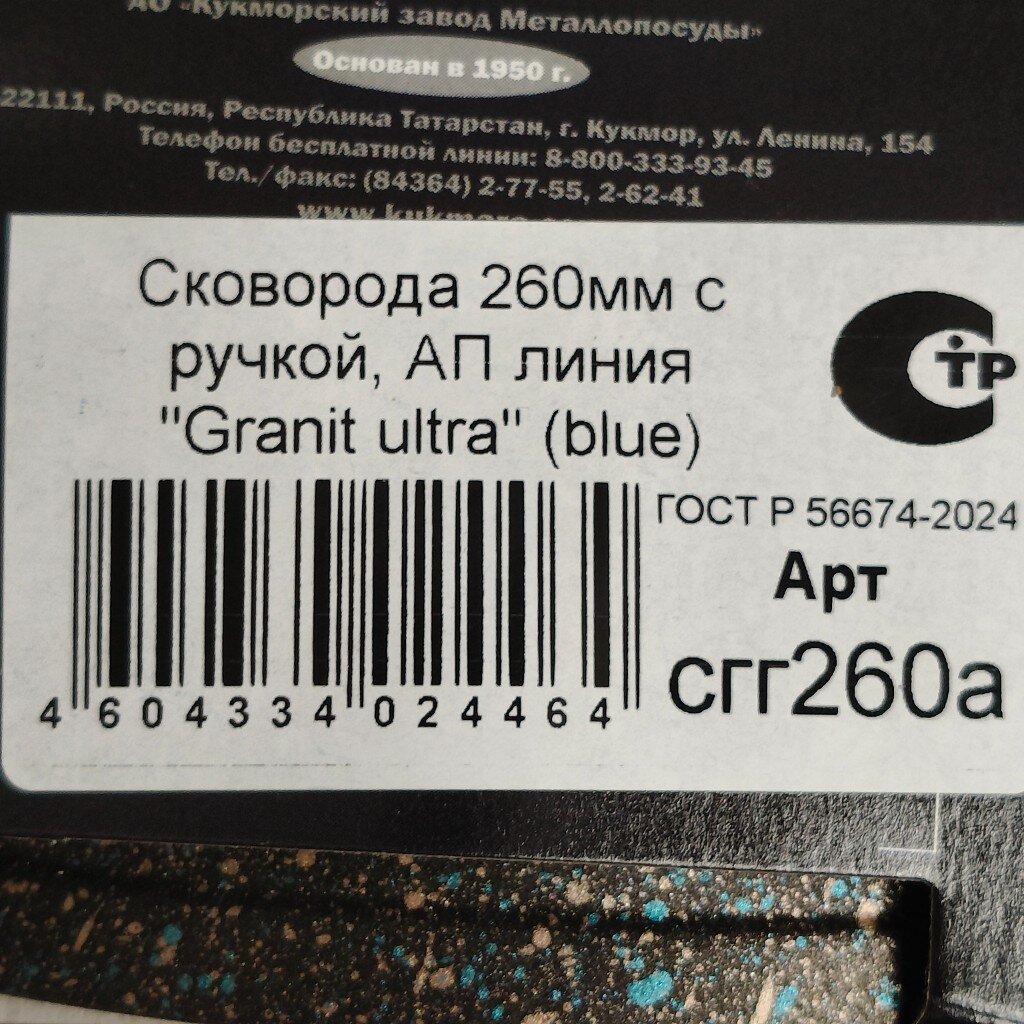 АО «Кукморский завод Металлопосуды»
Основан в 1950 г.
22111, Россия, Республика Татарстан, г. Кукмор, ул. Ленина, 154
Телефон бесплатной линии: 8-800-333-93-45
Тел./факс: (84364) 2-77-55, 2-62-41
Сковорода 260мм с
ручкой, АП линия
"Granit ultra" (blue)
СТР
ГОСТ Р 56674-2024
Арт
сгг260а
4 604334 024464